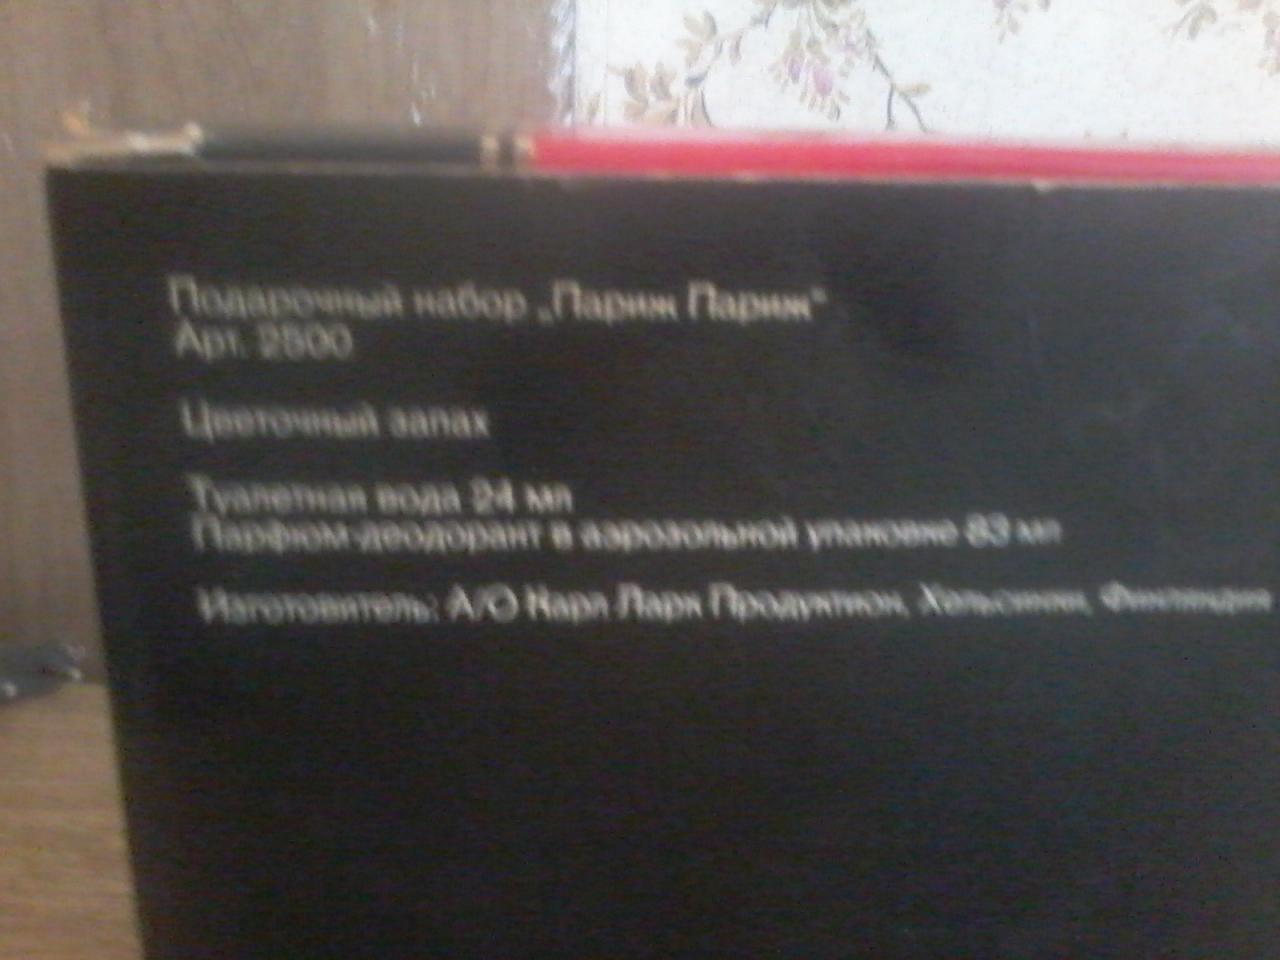 Подарочный набор „Париж Париж“
Арт. 2500
Цветочный запах
Туалетная вода 24 мл
Парфюм-деодорант в аэрозольной упаковке 83 мл
Изготовитель: А/О Карл Ларк Продуктион, Хельсинки, Финляндия